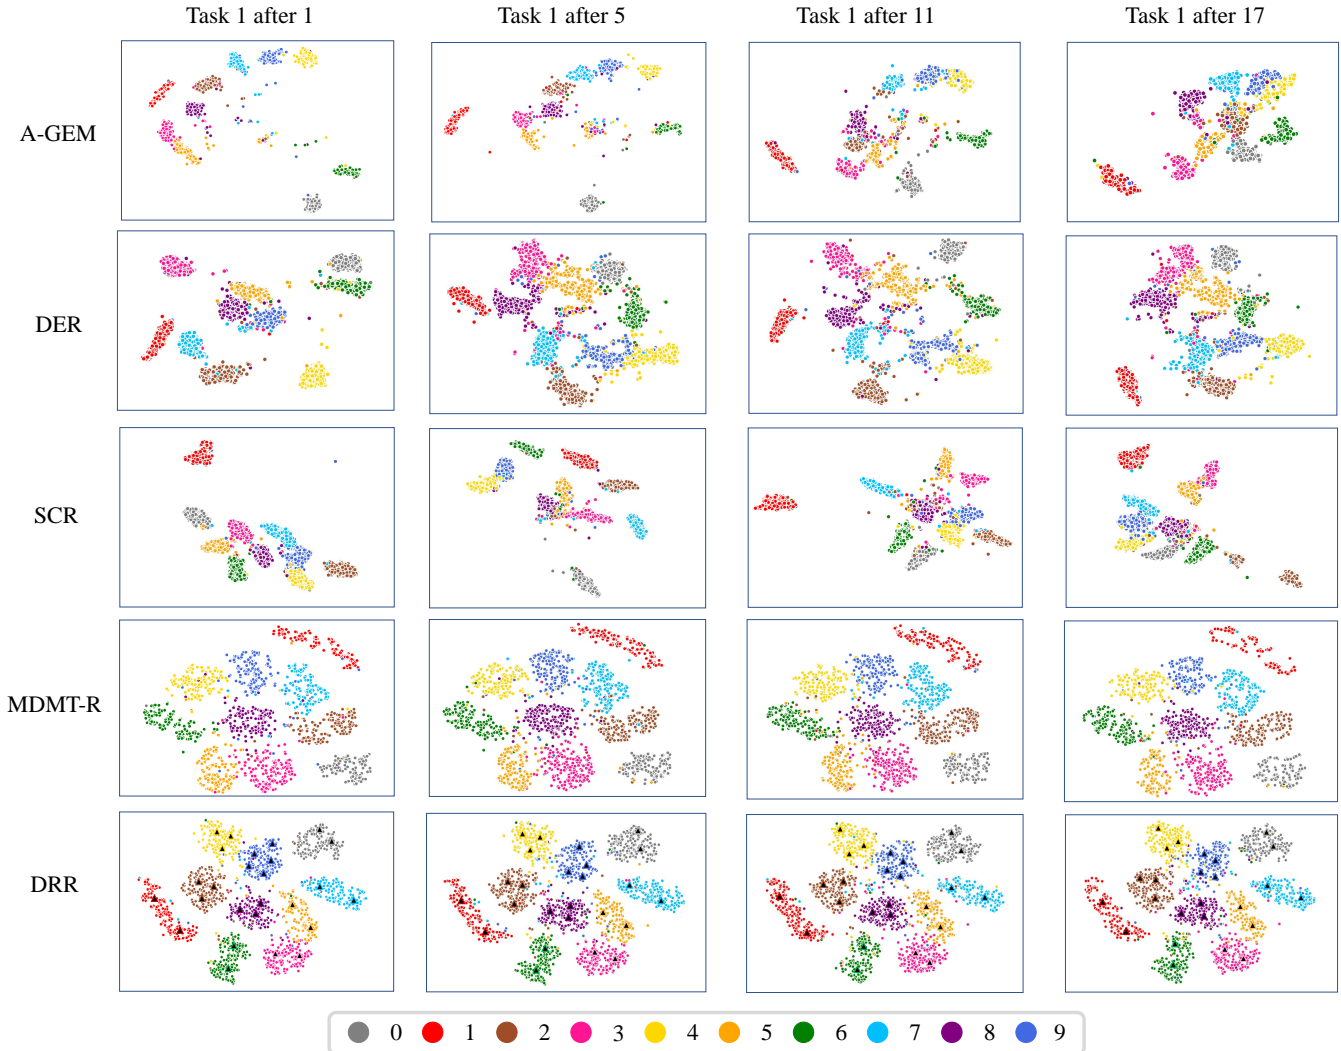 Task 1 after 1 Task 1 after 5 Task 1 after 11 Task 1 after 17
A-GEM
DER
SCR
MDMT-R
DRR
0 1 2 3 4 5 6 7 8 9